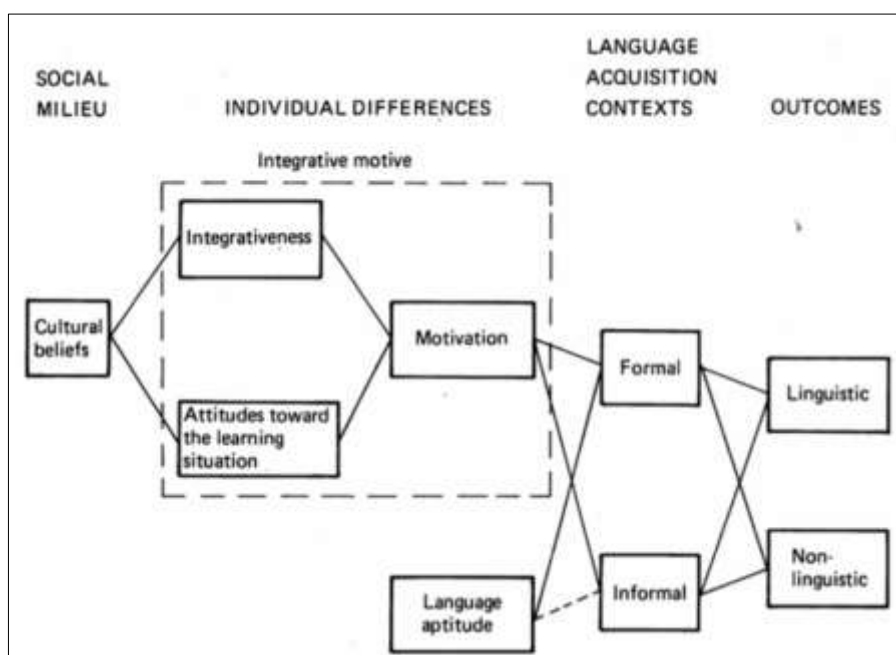 SOCIAL
MILIEU
INDIVIDUAL DIFFERENCES
LANGUAGE
ACQUISITION
CONTEXTS
OUTCOMES
Integrative motive
Integrativeness
Cultural
beliefs
Motivation
Attitudes toward
the learning
situation
Formal
Linguistic
Language
aptitude
Informal
Non-
linguistic